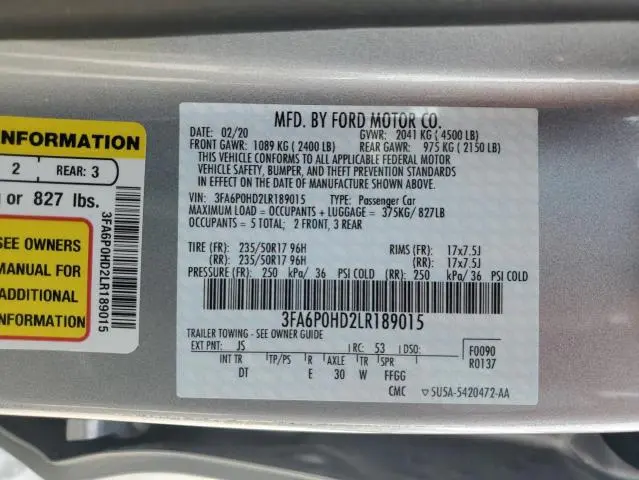 NFORMATION
2 REAR: 3
g or 827 lbs.
SEE OWNERS
MANUAL FOR
ADDITIONAL
INFORMATION
3FA6P0HD2LR189015
MFD. BY FORD MOTOR CO.
DATE: 02/20 GVWR: 2041 KG ( 4500 LB)
FRONT GAWR: 1089 KG ( 2400 LB) REAR GAWR: 975 KG ( 2150 LB)
THIS VEHICLE CONFORMS TO ALL APPLICABLE FEDERAL MOTOR
VEHICLE SAFETY, BUMPER, AND THEFT PREVENTION STANDARDS
IN EFFECT ON THE DATE OF MANUFACTURE SHOWN ABOVE.
VIN: 3FA6P0HD2LR189015 TYPE: Passenger Car
MAXIMUM LOAD = OCCUPANTS + LUGGAGE = 375KG/ 827LB
OCCUPANTS = 5 TOTAL; 2 FRONT, 3 REAR
TIRE (FR): 235/50R17 96H RIMS (FR): 17x7.5J
(RR): 235/50R17 96H (RR): 17x7.5J
PRESSURE (FR): 250 kPa/ 36 PSI COLD (RR): 250 kPa/ 36 PSI COLD
3FA6P0HD2LR189015
TRAILER TOWING - SEE OWNER GUIDE
EXT PNT: JS RC: 53 DSO: F0090
INT TR TP/PS R AXLE TR SPR R0137
DT E 30 W FFGG
CMC ▽SU5A-5420472-AA